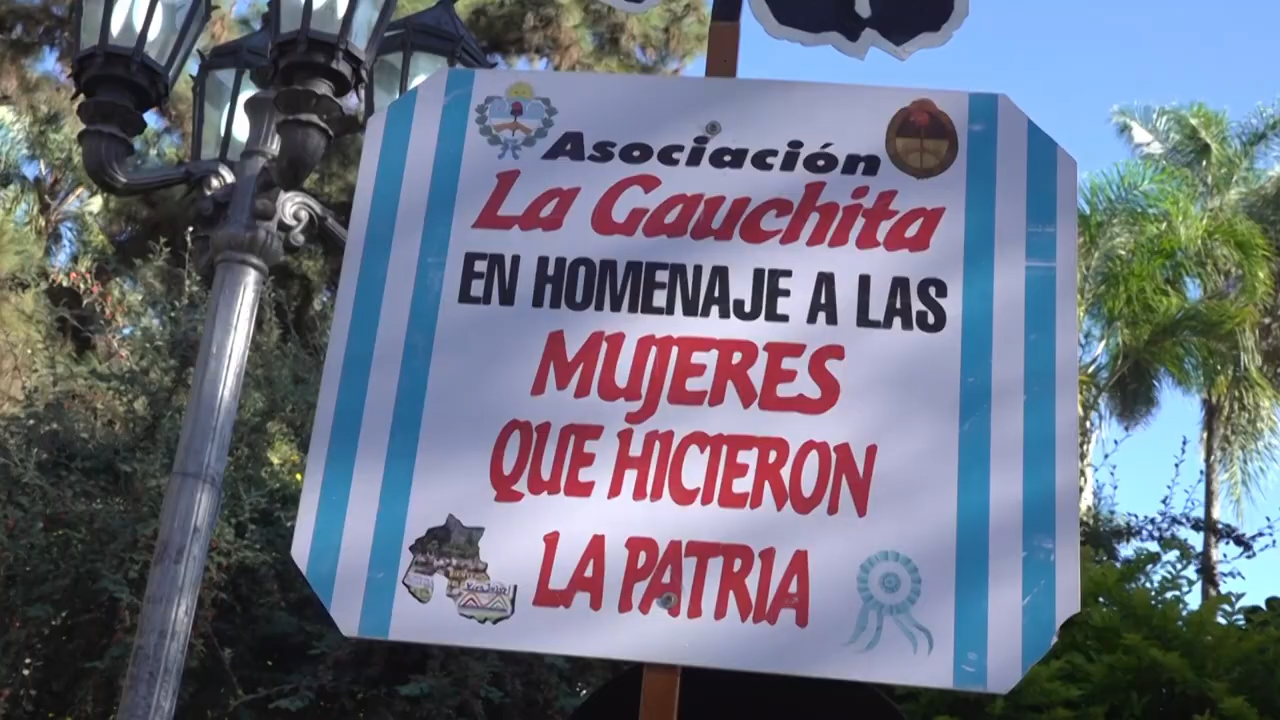 Asociación
La Gauchita
EN HOMENAJE A LAS
MUJERES
QUE HICIERON
LA PATRIA